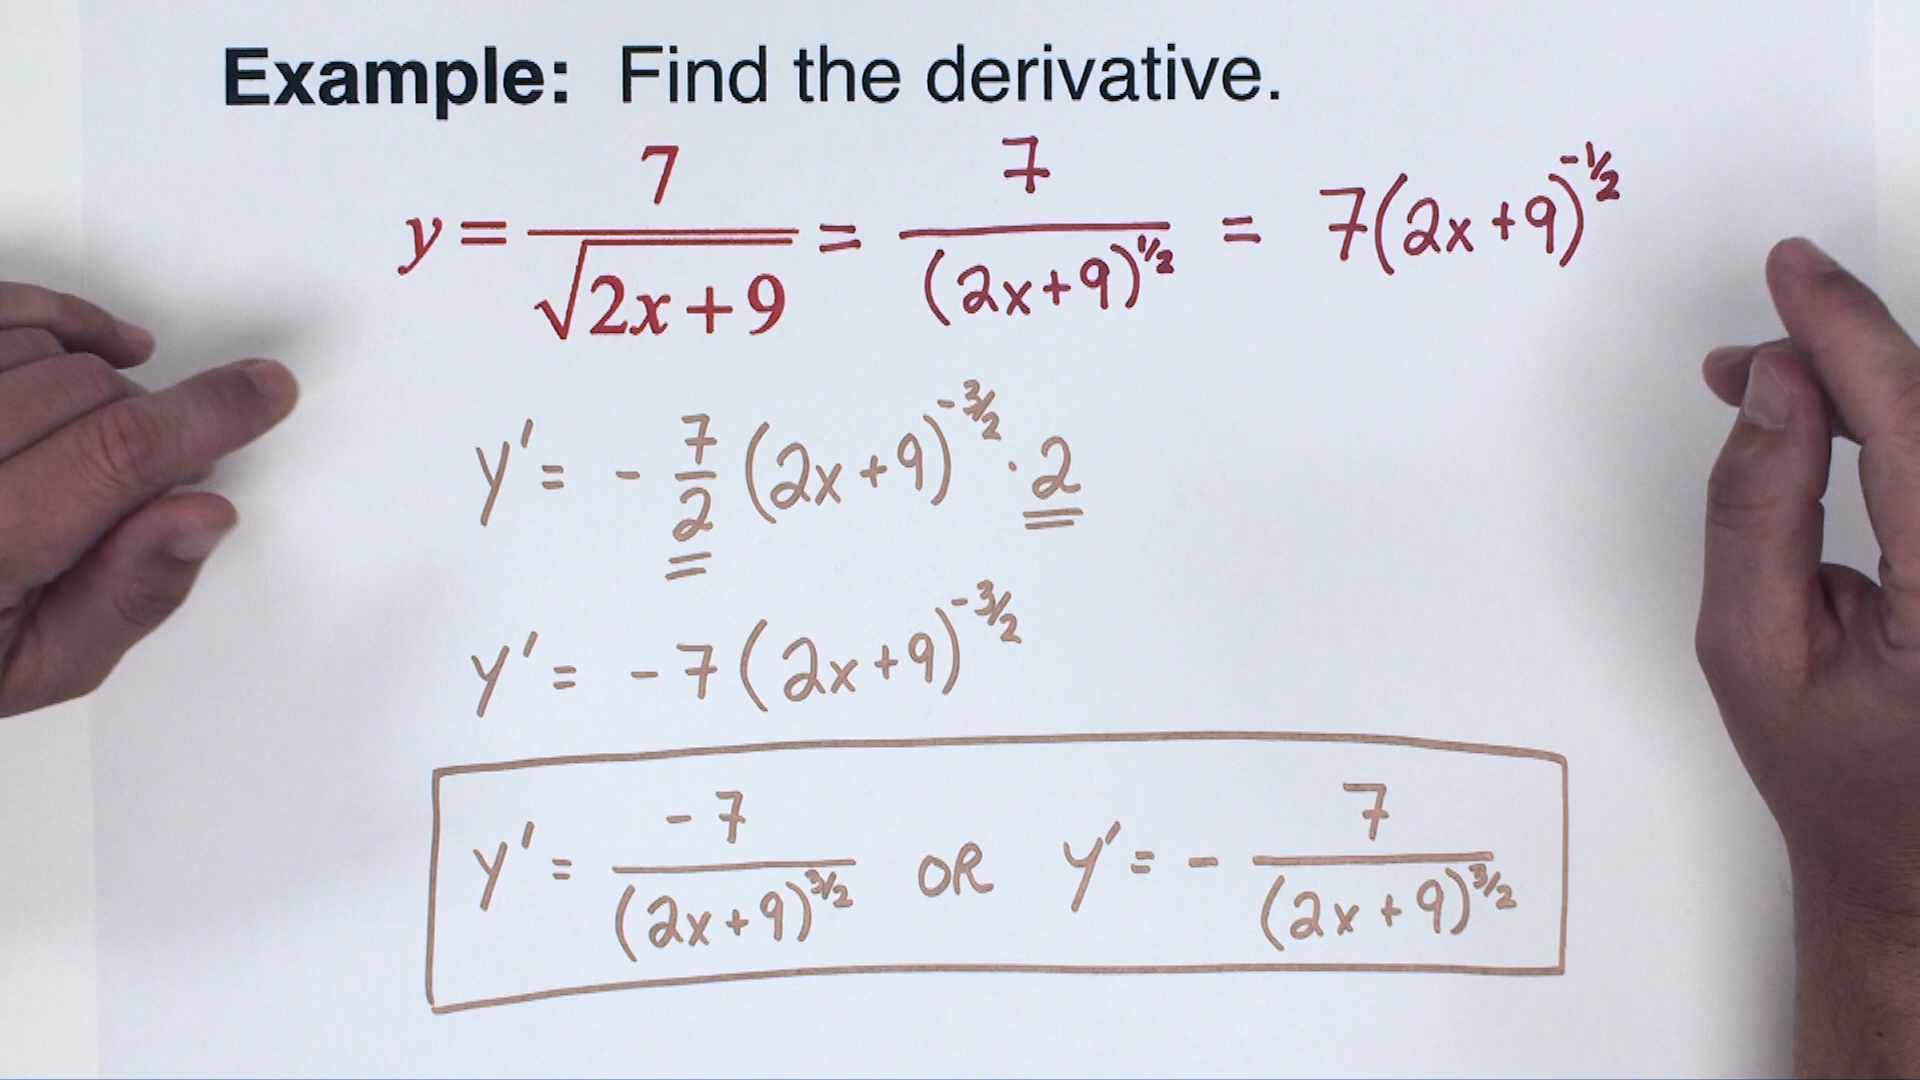 Example: Find the derivative.
y = 7/√(2x+9) = 7/(2x+9)^(1/2) = 7(2x+9)^(-1/2)
y' = - 7/2 (2x+9)^(-3/2) · 2
y' = -7(2x+9)^(-3/2)
y' = -7/(2x+9)^(3/2) OR y' = - 7/(2x+9)^(3/2)